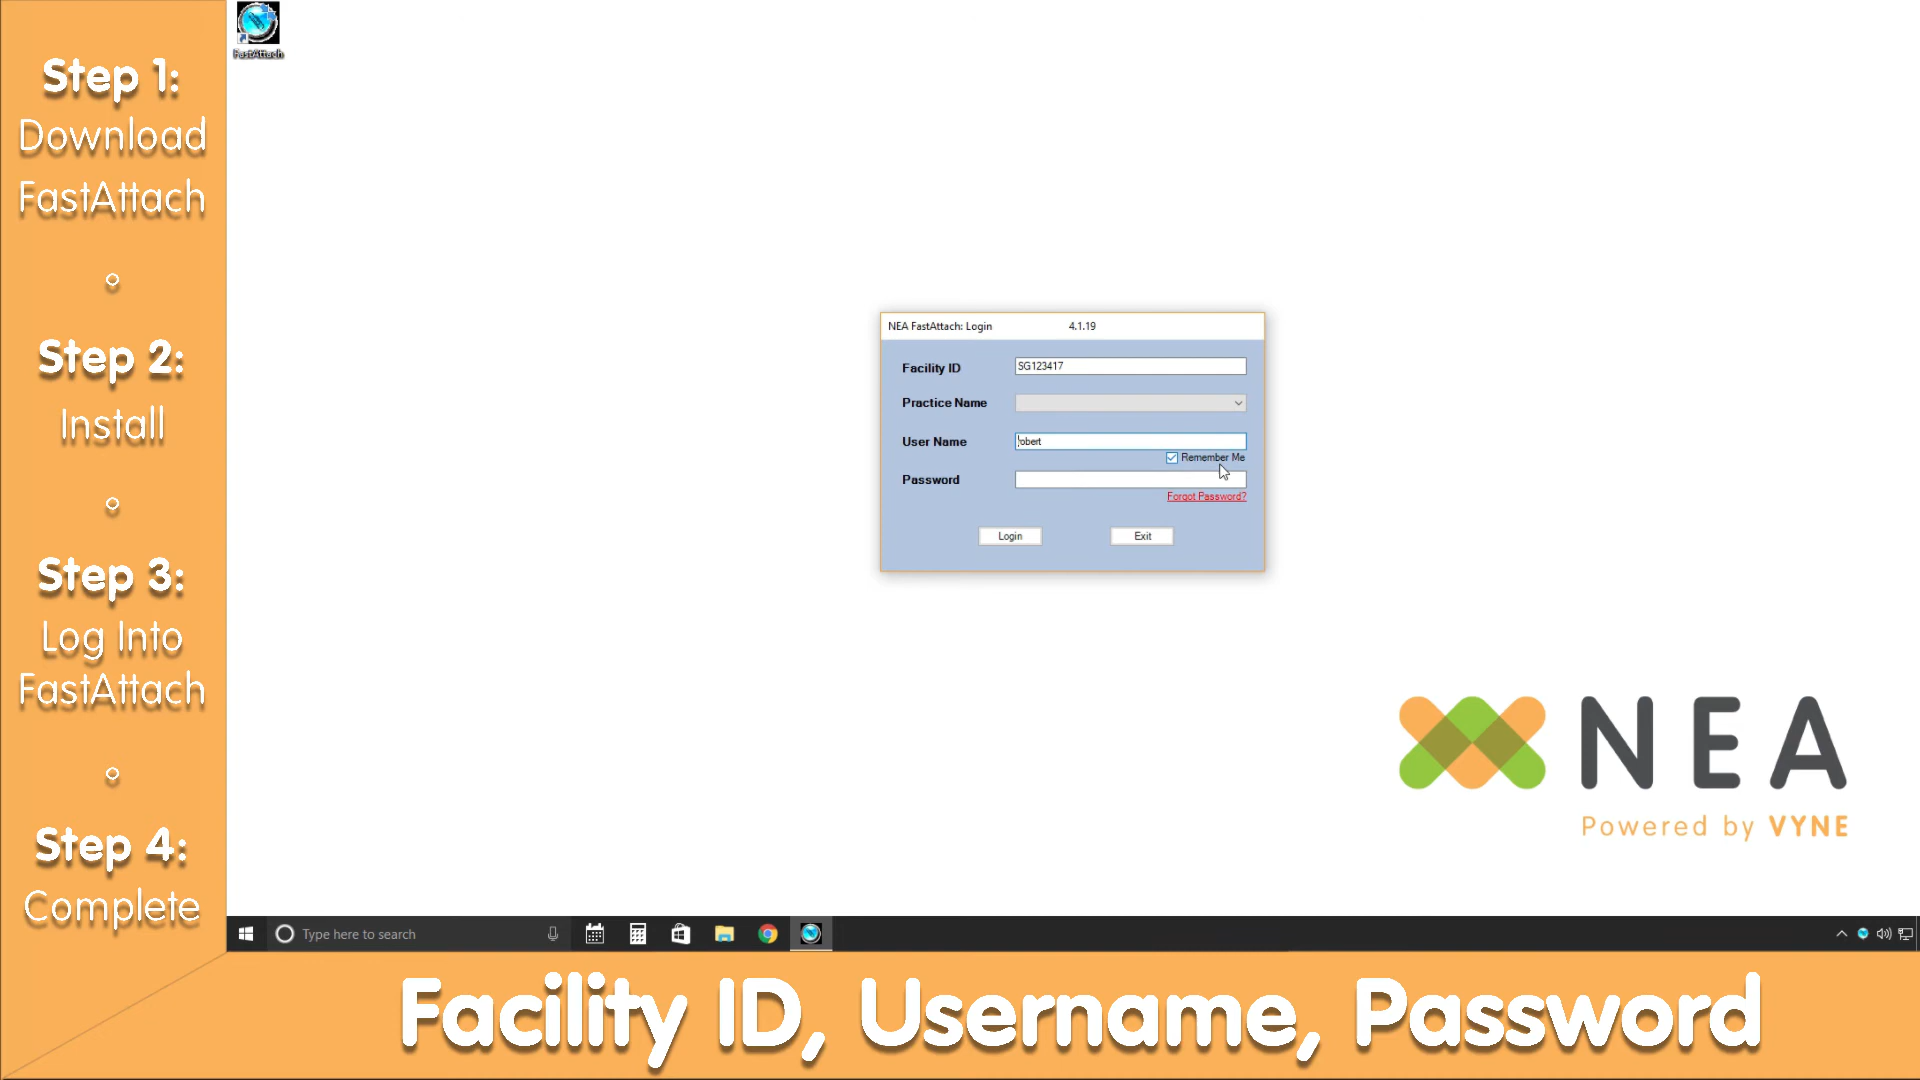 FastAttach
Step 1:
Download
FastAttach
Step 2:
Install
Step 3:
Log Into
FastAttach
Step 4:
Complete
NEA FastAttach: Login 4.1.19
Facility ID SG123417
Practice Name
User Name robert
Remember Me
Password
Forgot Password?
Login Exit
NEA
Powered by VYNE
Type here to search
Facility ID, Username, Password